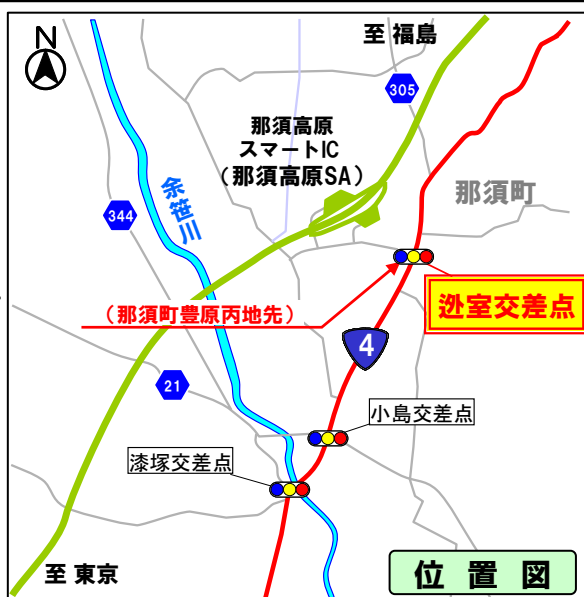 N
至 福島
305
那須高原
スマートIC
(那須高原SA)
那須町
余笹川
344
(那須町豊原丙地先)
逃室交差点
4
21
小島交差点
漆塚交差点
至 東京
位 置 図